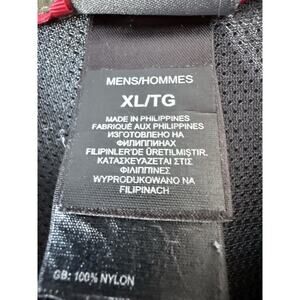 MENS/HOMMES
XL/TG
MADE IN PHILIPPINES
FABRIQUÉ AUX PHILIPPINES
ИЗГОТОВЛЕНО НА
ФИЛИППИНАХ
FILIPINLER'DE ÜRETILMIŞTIR.
ΚΑΤΑΣΚΕΥΑΖΕΤΑΙ ΣΤΙΣ
ΦΙΛΙΠΠΙΝΕΣ
WYPRODUKOWANO NA
FILIPINACH
GB: 100% NYLON